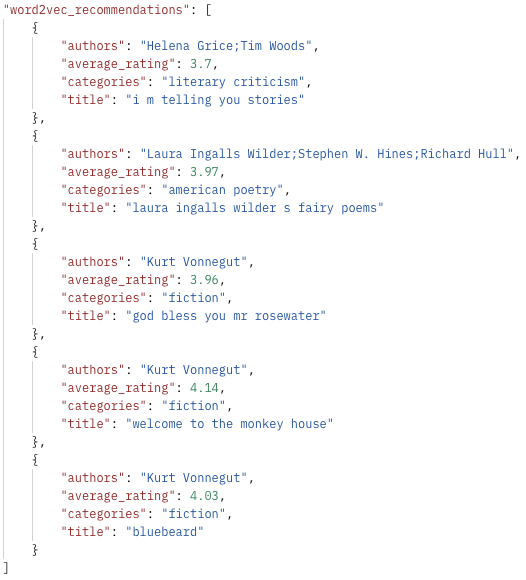 "word2vec_recommendations": [
{
"authors": "Helena Grice;Tim Woods",
"average_rating": 3.7,
"categories": "literary criticism",
"title": "i m telling you stories"
},
{
"authors": "Laura Ingalls Wilder;Stephen W. Hines;Richard Hull",
"average_rating": 3.97,
"categories": "american poetry",
"title": "laura ingalls wilder s fairy poems"
},
{
"authors": "Kurt Vonnegut",
"average_rating": 3.96,
"categories": "fiction",
"title": "god bless you mr rosewater"
},
{
"authors": "Kurt Vonnegut",
"average_rating": 4.14,
"categories": "fiction",
"title": "welcome to the monkey house"
},
{
"authors": "Kurt Vonnegut",
"average_rating": 4.03,
"categories": "fiction",
"title": "bluebeard"
}
]